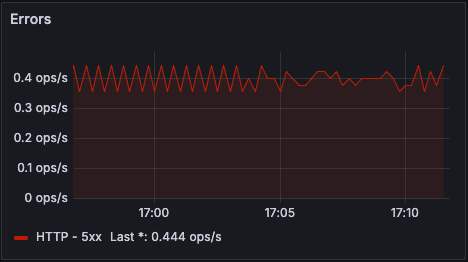 Errors
0.4 ops/s
0.3 ops/s
0.2 ops/s
0.1 ops/s
0 ops/s
17:00 17:05 17:10
HTTP - 5xx Last *: 0.444 ops/s